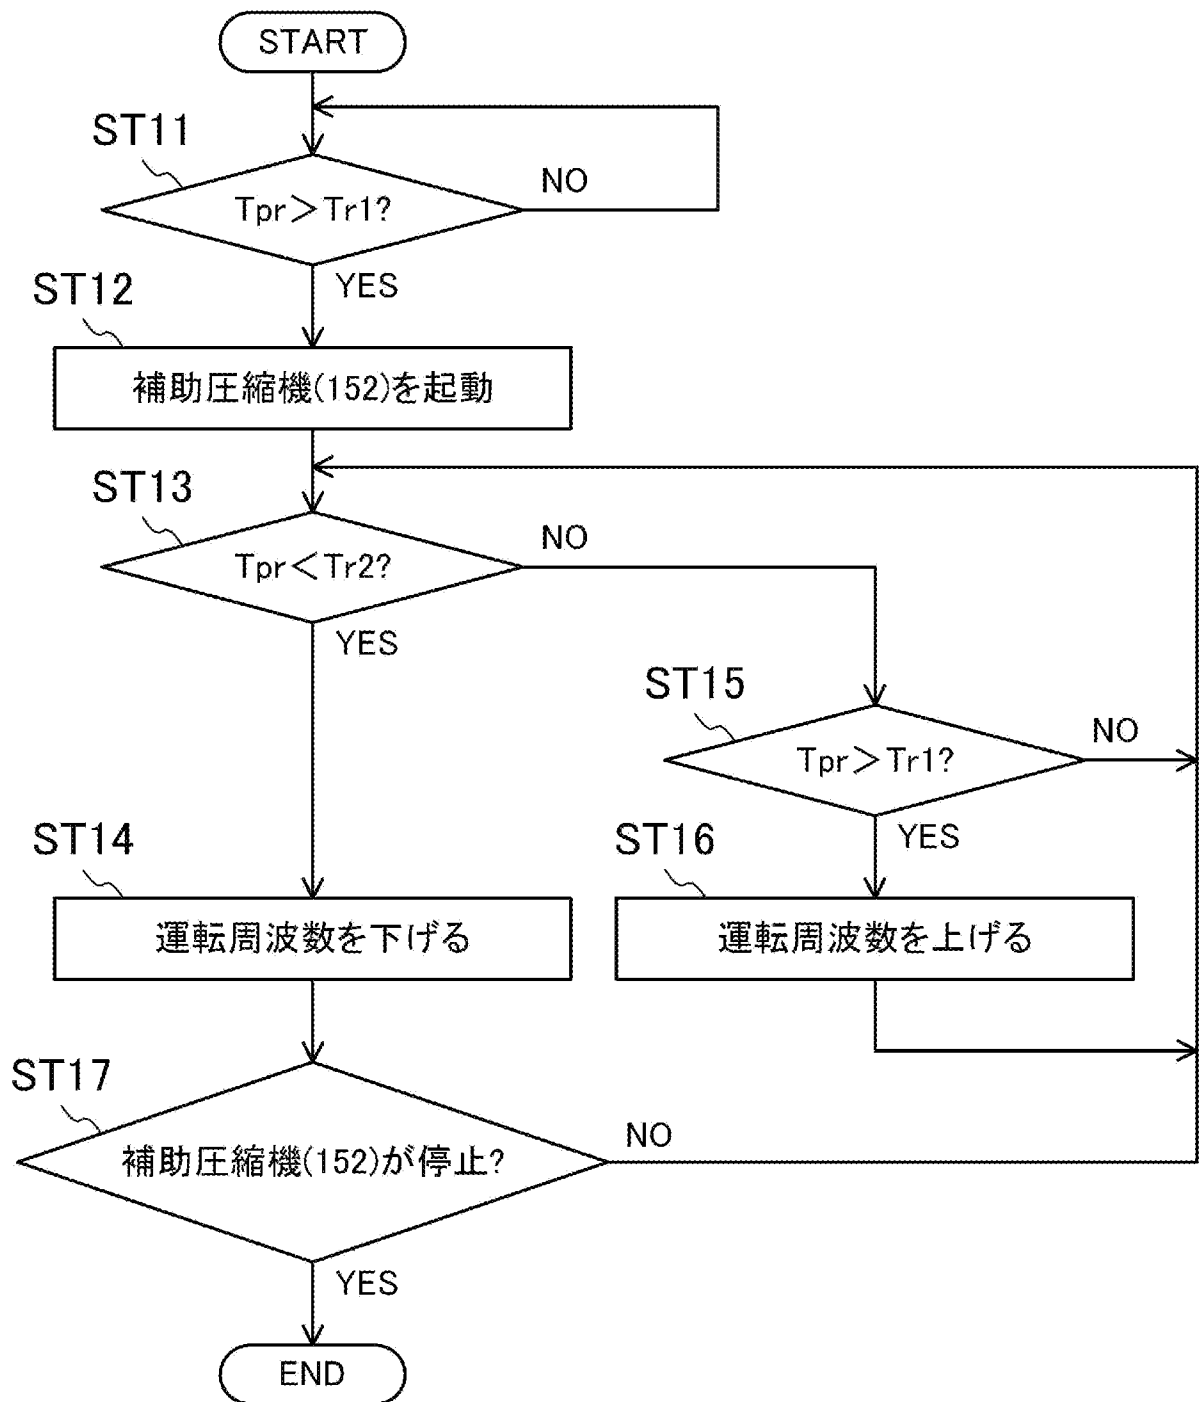 START
ST11
Tpr＞Tr1?
NO
YES
ST12
補助圧縮機(152)を起動
ST13
Tpr＜Tr2?
NO
YES
ST15
Tpr＞Tr1?
NO
YES
ST14
運転周波数を下げる
ST16
運転周波数を上げる
ST17
補助圧縮機(152)が停止?
NO
YES
END